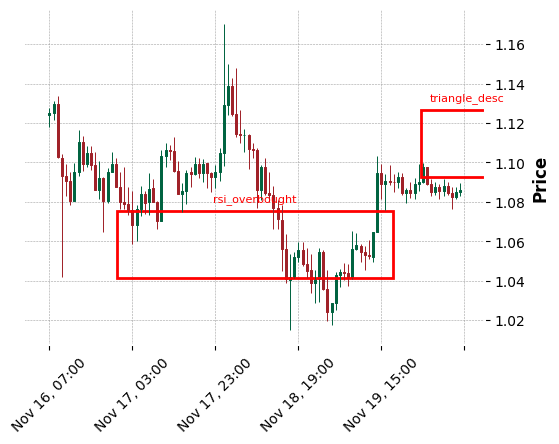 1.16
1.14
triangle_desc
1.12
1.10
Price
rsi_overbought
1.08
1.06
1.04
1.02
Nov 16, 07:00
Nov 17, 03:00
Nov 17, 23:00
Nov 18, 19:00
Nov 19, 15:00